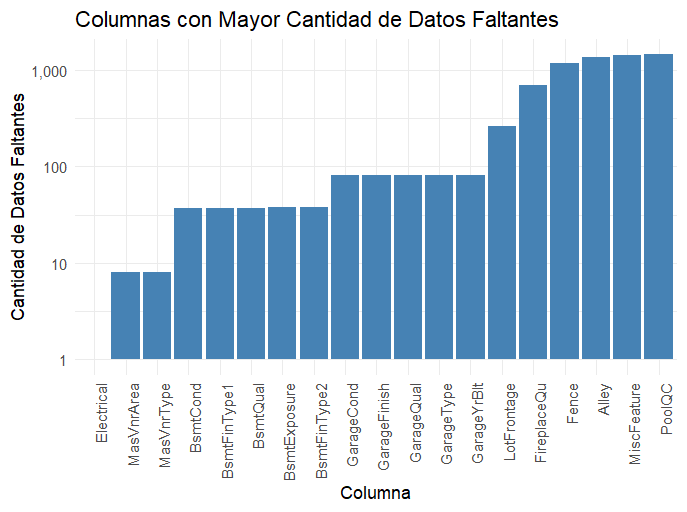 Columnas con Mayor Cantidad de Datos Faltantes
Cantidad de Datos Faltantes
1,000
100
10
1
Electrical
MasVnrArea
MasVnrType
BsmtCond
BsmtFinType1
BsmtQual
BsmtExposure
BsmtFinType2
GarageCond
GarageFinish
GarageQual
GarageType
GarageYrBlt
LotFrontage
FireplaceQu
Fence
Alley
MiscFeature
PoolQC
Columna